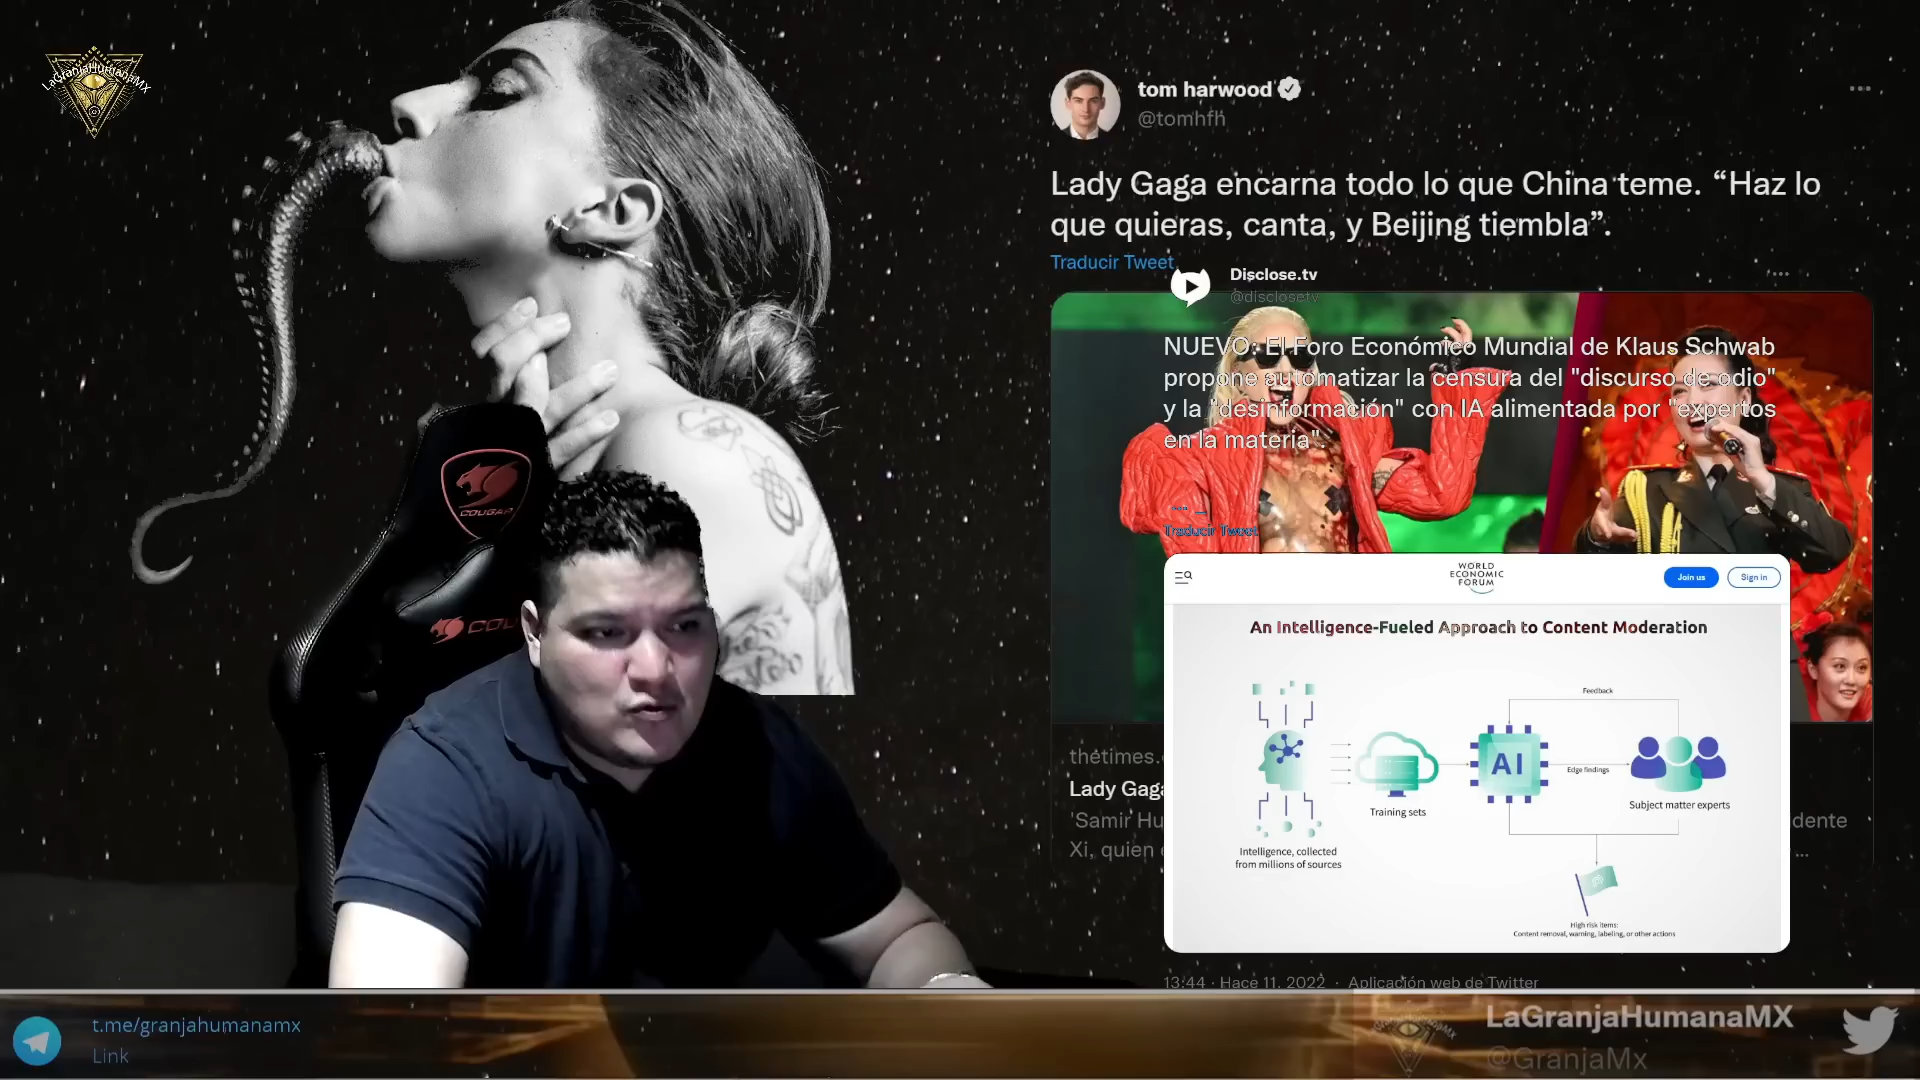 LaGranjaHumanaMX
tom harwood
@tomhfh
Lady Gaga encarna todo lo que China teme. “Haz lo
que quieras, canta, y Beijing tiembla”.
Traducir Tweet
Disclose.tv
@disclosetv
NUEVO: El Foro Económico Mundial de Klaus Schwab
propone automatizar la censura del "discurso de odio"
y la "desinformación" con IA alimentada por "expertos
en la materia".
Traducir Tweet
WORLD
ECONOMIC
FORUM
Join us
Sign in
An Intelligence-Fueled Approach to Content Moderation
Feedback
AI
Edge findings
Training sets
Subject matter experts
Intelligence, collected
from millions of sources
High risk items:
Content removal, warning, labeling, or other actions
thetimes.
Lady Gaga
'Samir Hu
dente
Xi, quien
...
13:44 · Hace 11, 2022 · Aplicación web de Twitter
COUGAR
COU
t.me/granjahumanamx
Link
LaGranjaHumanaMX
@GranjaMx